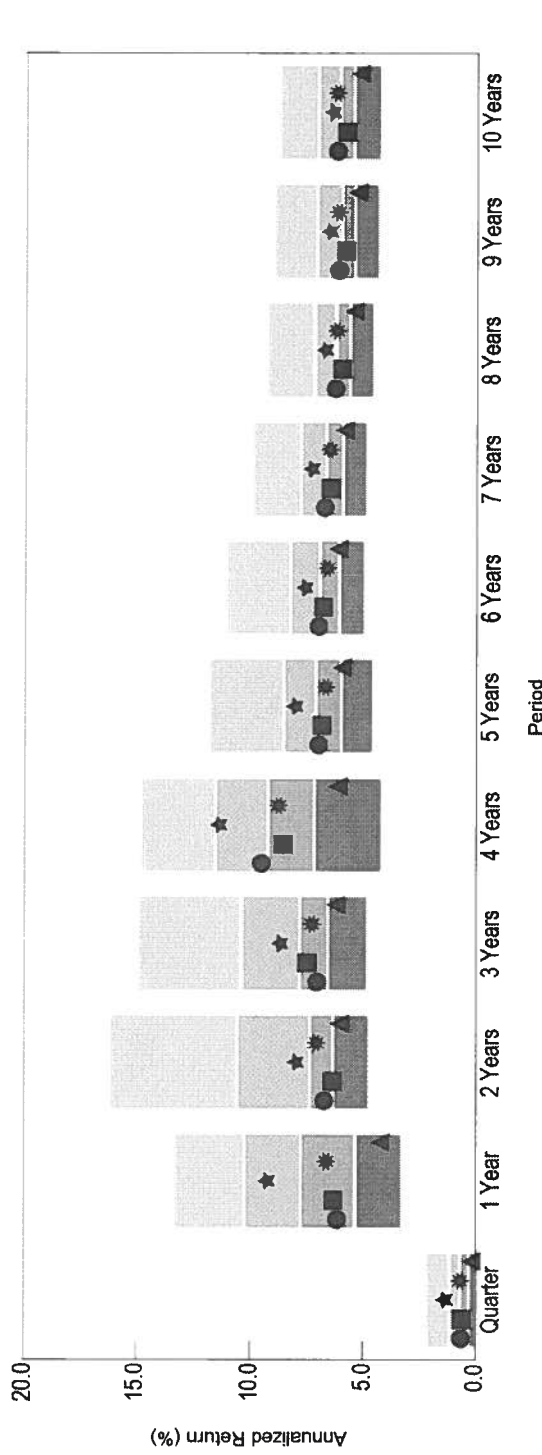 Annualized Return (%)
20.0
15.0
10.0
5.0
0.0
Quarter
1 Year
2 Years
3 Years
4 Years
5 Years
6 Years
7 Years
8 Years
9 Years
10 Years
Period